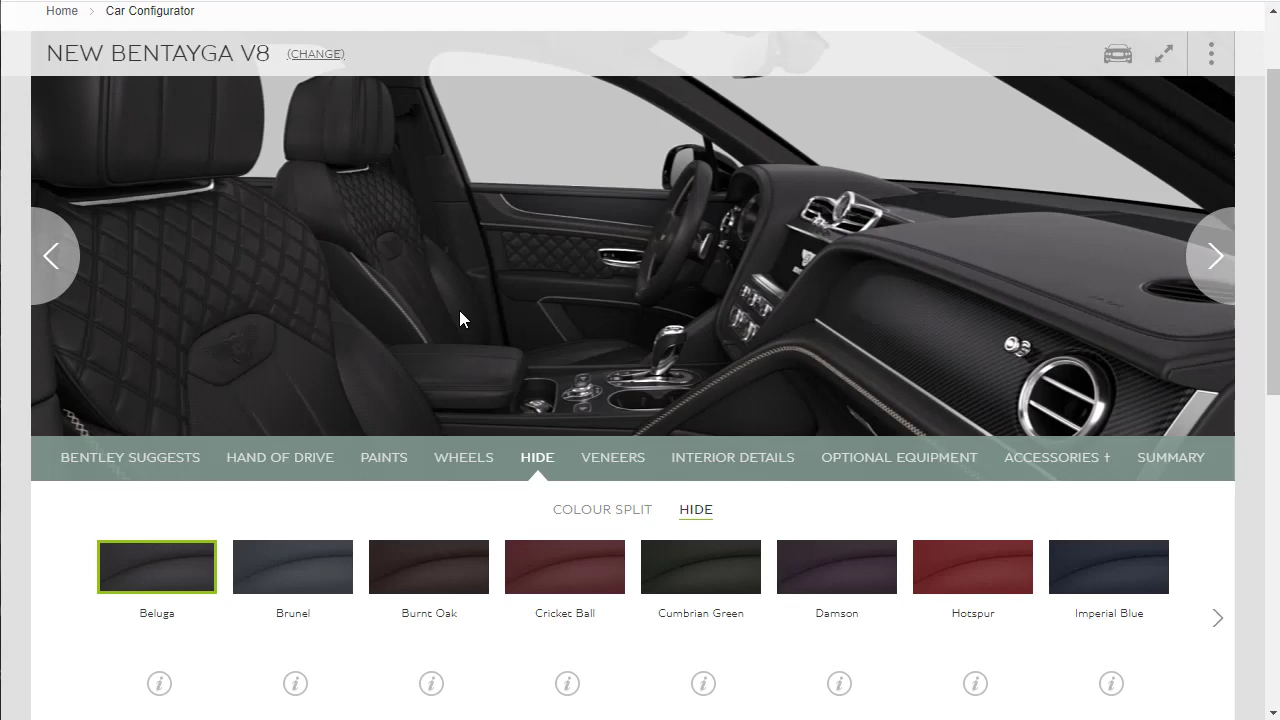 Home > Car Configurator
NEW BENTAYGA V8 (CHANGE)
BENTLEY SUGGESTS HAND OF DRIVE PAINTS WHEELS HIDE VENEERS INTERIOR DETAILS OPTIONAL EQUIPMENT ACCESSORIES † SUMMARY
COLOUR SPLIT HIDE
Beluga Brunel Burnt Oak Cricket Ball Cumbrian Green Damson Hotspur Imperial Blue
i i i i i i i i